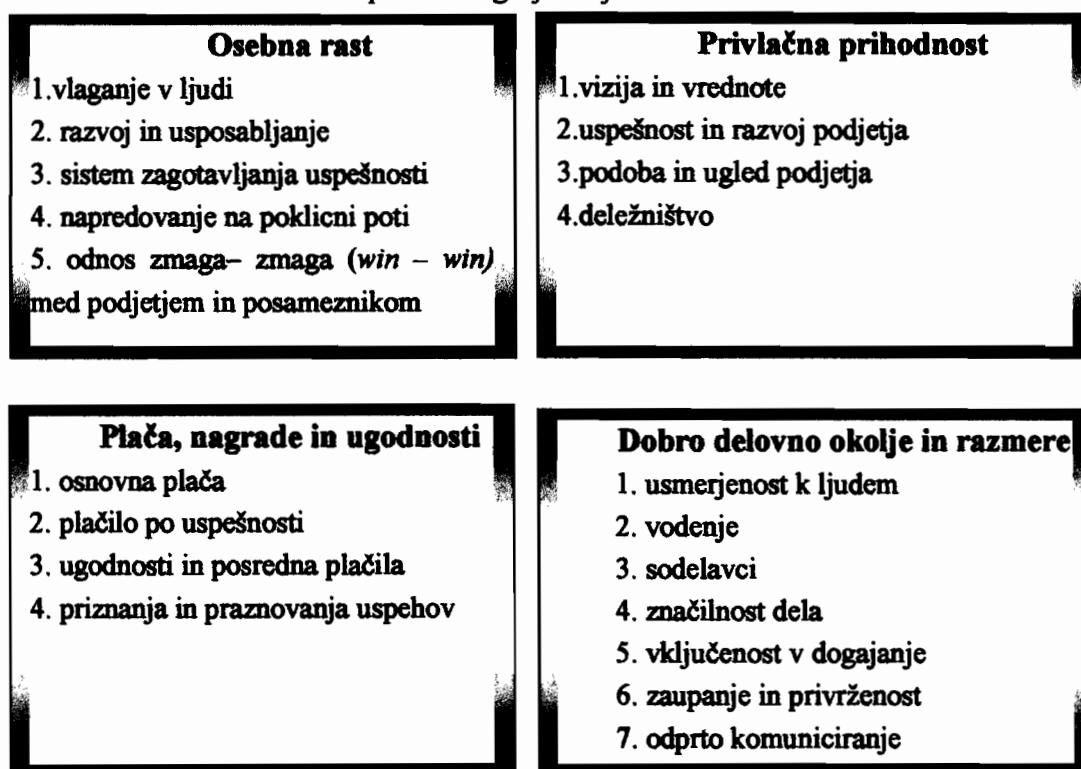 Osebna rast
1.vlaganje v ljudi
2. razvoj in usposabljanje
3. sistem zagotavljanja uspešnosti
4. napredovanje na poklicni poti
5. odnos zmaga– zmaga (win – win)
med podjetjem in posameznikom
Privlačna prihodnost
1.vizija in vrednote
2.uspešnost in razvoj podjetja
3.podoba in ugled podjetja
4.deležništvo
Plača, nagrade in ugodnosti
1. osnovna plača
2. plačilo po uspešnosti
3. ugodnosti in posredna plačila
4. priznanja in praznovanja uspehov
Dobro delovno okolje in razmere
1. usmerjenost k ljudem
2. vodenje
3. sodelavci
4. značilnost dela
5. vključenost v dogajanje
6. zaupanje in privrženost
7. odprto komuniciranje